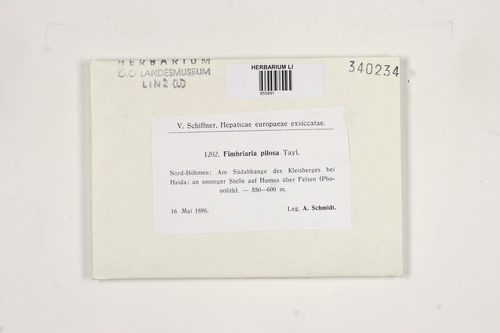 HERBARIUM
O.Ö. LANDESMUSEUM
LINZ (LI)
HERBARIUM LI
340234
V. Schiffner, Hepaticae europaeae exsiccatae.
1202. Fimbriaria pilosa Tayl.
Nord-Böhmen: Am Südabhange des Kleisberges bei
Haida; an sonniger Stelle auf Humus über Felsen (Pho-
nolith). — 550—600 m.
16. Mai 1896.
Leg. A. Schmidt.